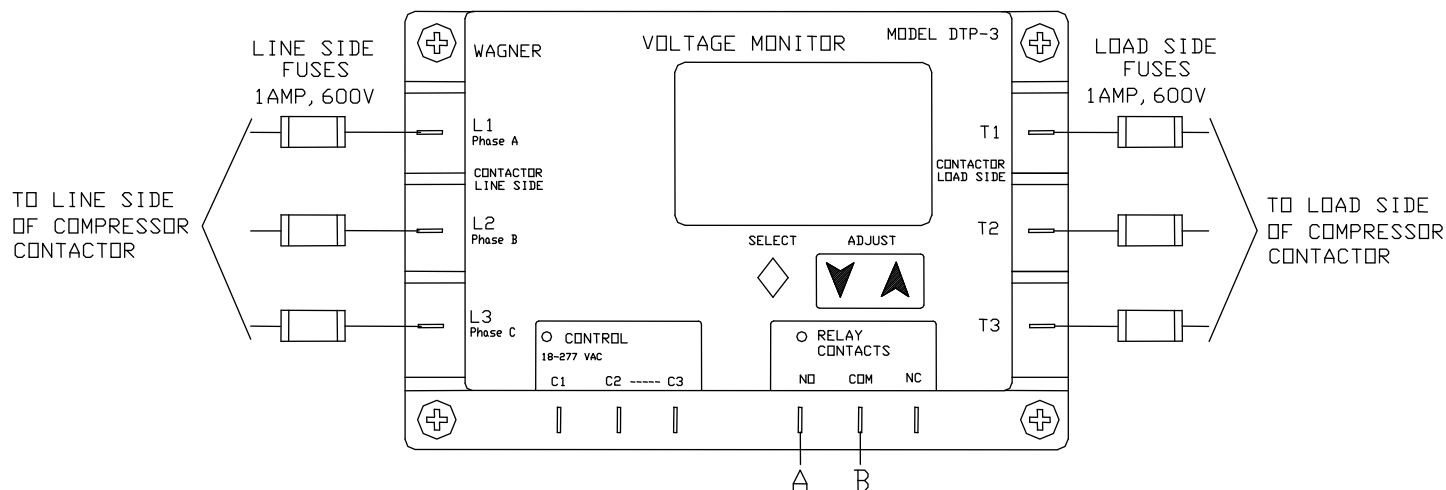 LINE SIDE
FUSES
1AMP, 600V
TO LINE SIDE
OF COMPRESSOR
CONTACTOR
WAGNER
VOLTAGE MONITOR
MODEL DTP-3
L1
Phase A
CONTACTOR
LINE SIDE
L2
Phase B
L3
Phase C
T1
CONTACTOR
LOAD SIDE
T2
T3
SELECT
ADJUST
CONTROL
18-277 VAC
C1 C2 ----- C3
RELAY
CONTACTS
NO COM NC
A B
LOAD SIDE
FUSES
1AMP, 600V
TO LOAD SIDE
OF COMPRESSOR
CONTACTOR